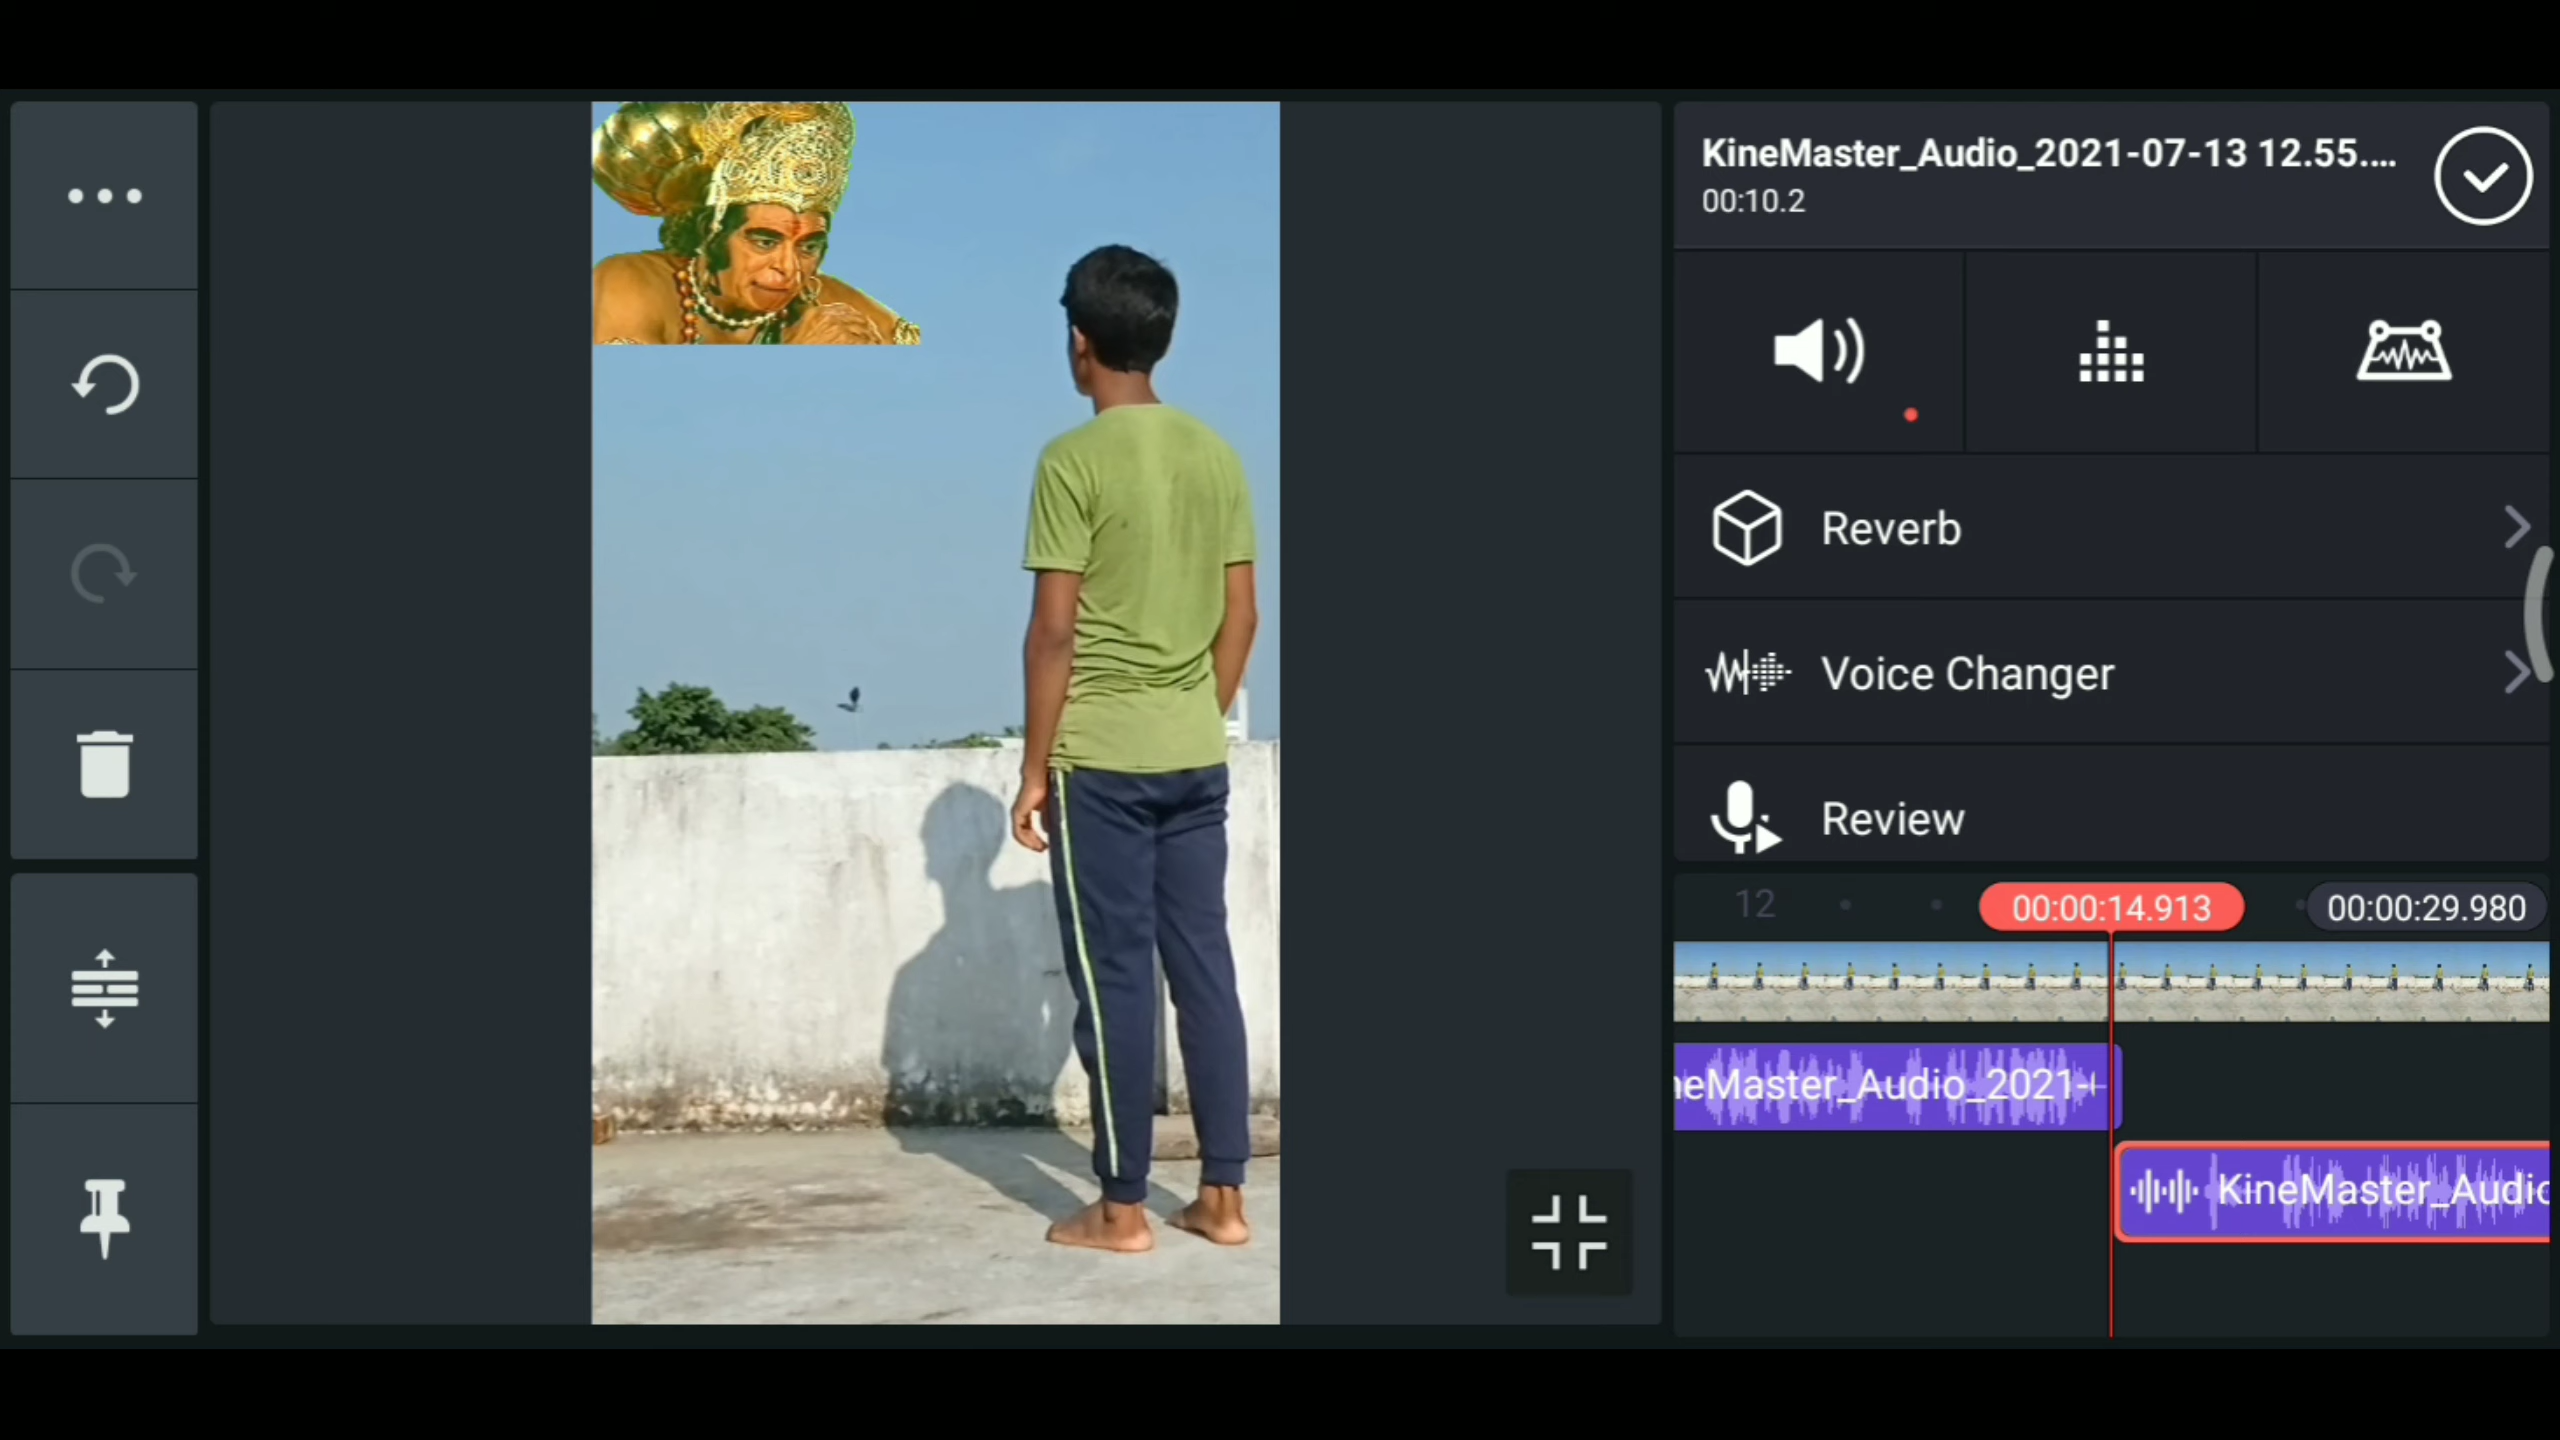 KineMaster_Audio_2021-07-13 12.55....
00:10.2
Reverb
Voice Changer
Review
12
00:00:14.913
00:00:29.980
neMaster_Audio_2021-
KineMaster_Audio